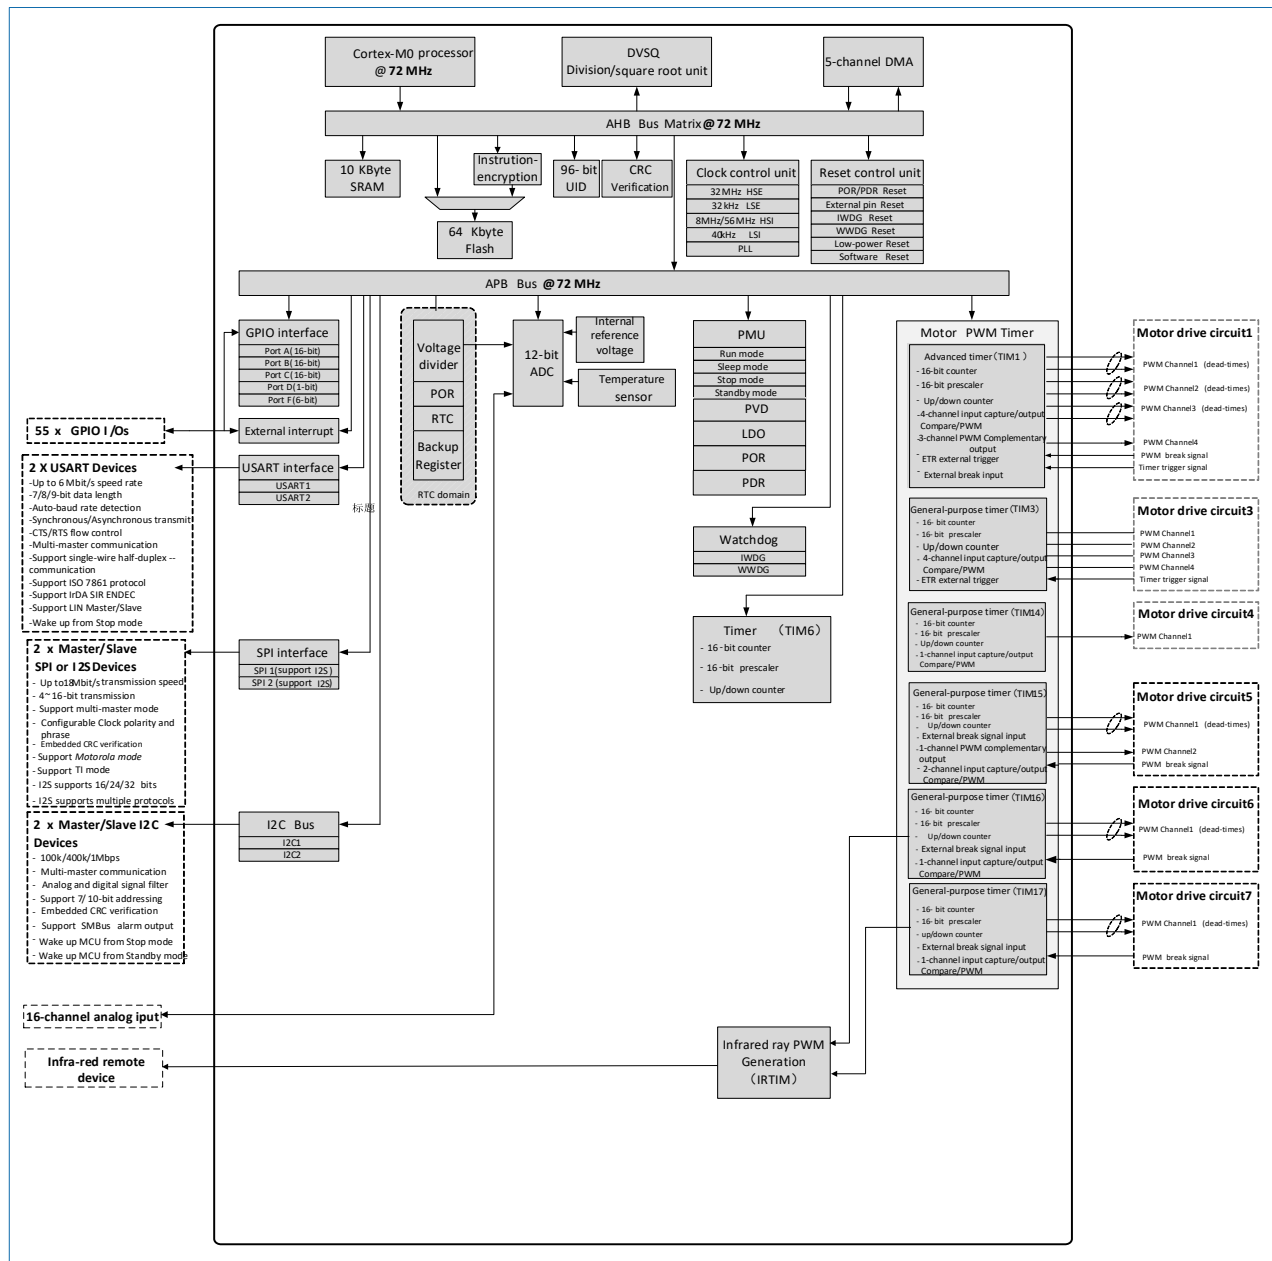 Cortex-M0 processor
@ 72 MHz
DVSQ
Division/square root unit
5-channel DMA
AHB Bus Matrix @ 72 MHz
10 KByte
SRAM
Instrution-
encryption
96-bit
UID
CRC
Verification
Clock control unit
32MHz HSE
32kHz LSE
8MHz/56MHz HSI
40kHz LSI
PLL
Reset control unit
POR/PDR Reset
External pin Reset
IWDG Reset
WWDG Reset
Low-power Reset
Software Reset
64 Kbyte
Flash
APB Bus @ 72 MHz
GPIO interface
Port A(16-bit)
Port B(16-bit)
Port C(16-bit)
Port D(1-bit)
Port F(6-bit)
External interrupt
USART interface
USART1
USART2
标题
SPI interface
SPI 1(support I2S)
SPI 2 (support I2S)
I2C Bus
I2C1
I2C2
Voltage
divider
POR
RTC
Backup
Register
RTC domain
12-bit
ADC
Internal
reference
voltage
Temperature
sensor
PMU
Run mode
Sleep mode
Stop mode
Standby mode
PVD
LDO
POR
PDR
Watchdog
IWDG
WWDG
Timer (TIM6)
- 16-bit counter
- 16-bit prescaler
- Up/down counter
Infrared ray PWM
Generation
(IRTIM)
Motor PWM Timer
Advanced timer(TIM1)
- 16-bit counter
- 16-bit prescaler
- Up/down counter
-4-channel input capture/output
Compare/PWM
-3-channel PWM Complementary
output
- ETR external trigger
- External break input
General-purpose timer(TIM3)
- 16-bit counter
- 16-bit prescaler
- Up/down counter
- 4-channel input capture/output
Compare/PWM
- ETR external trigger
General-purpose timer(TIM14)
- 16-bit counter
- 16-bit prescaler
- Up/down counter
- 1-channel input capture/output
Compare/PWM
General-purpose timer(TIM15)
- 16-bit counter
- 16-bit prescaler
- Up/down counter
- External break signal input
- 1-channel PWM complementary
output
- 2-channel input capture/output
Compare/PWM
General-purpose timer(TIM16)
- 16-bit counter
- 16-bit prescaler
- Up/down counter
- External break signal input
- 1-channel input capture/output
Compare/PWM
General-purpose timer(TIM17)
- 16-bit counter
- 16-bit prescaler
- up/down counter
- External break signal input
- 1-channel input capture/output
Compare/PWM
55 x GPIO I/Os
2 X USART Devices
-Up to 6Mbit/s speed rate
-7/8/9-bit data length
-Auto-baud rate detection
-Synchronous/Asynchronous transmit
-CTS/RTS flow control
-Multi-master communication
-Support single-wire half-duplex --
communication
-Support ISO 7861 protocol
-Support IrDA SIR ENDEC
-Support LIN Master/Slave
-Wake up from Stop mode
2 x Master/Slave
SPI or I2S Devices
- Up to18Mbit/s transmission speed
- 4~16-bit transmission
- Support multi-master mode
- Configurable Clock polarity and
phrase
- Embedded CRC verification
- Support Motorola mode
- Support TI mode
- I2S supports 16/24/32 bits
- I2S supports multiple protocols
2 x Master/Slave I2C
Devices
- 100k/400k/1Mbps
- Multi-master communication
- Analog and digital signal filter
- Support 7/10-bit addressing
- Embedded CRC verification
- Support SMBus alarm output
- Wake up MCU from Stop mode
- Wake up MCU from Standby mode
16-channel analog iput
Infra-red remote
device
Motor drive circuit1
PWM Channel1 (dead-times)
PWM Channel2 (dead-times)
PWM Channel3 (dead-times)
PWM Channel4
PWM break signal
Timer trigger signal
Motor drive circuit3
PWM Channel1
PWM Channel2
PWM Channel3
PWM Channel4
Timer trigger signal
Motor drive circuit4
PWM Channel1
Motor drive circuit5
PWM Channel1 (dead-times)
PWM Channel2
PWM break signal
Motor drive circuit6
PWM Channel1 (dead-times)
PWM break signal
Motor drive circuit7
PWM Channel1 (dead-times)
PWM break signal